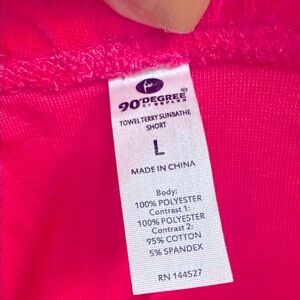 90°DEGREE®
BY REFLEX
TOWEL TERRY SUNBATHE
SHORT
L
MADE IN CHINA
Body:
100% POLYESTER
Contrast 1:
100% POLYESTER
Contrast 2:
95% COTTON
5% SPANDEX
RN 144527